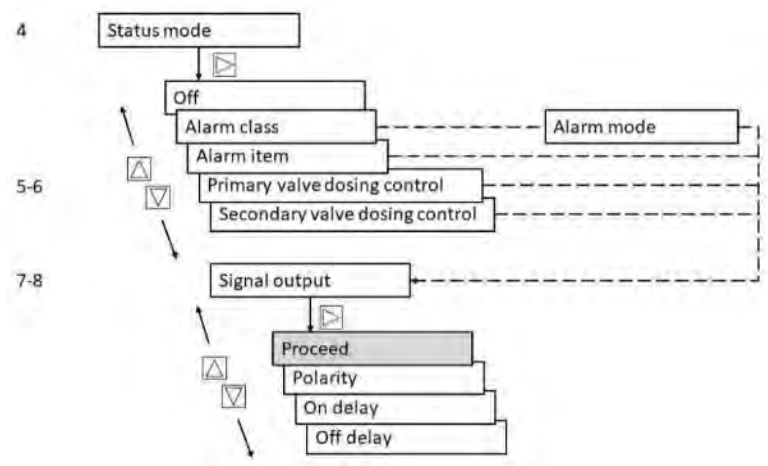 4
Status mode
Off
Alarm class
Alarm mode
Alarm item
5-6
Primary valve dosing control
Secondary valve dosing control
7-8
Signal output
Proceed
Polarity
On delay
Off delay